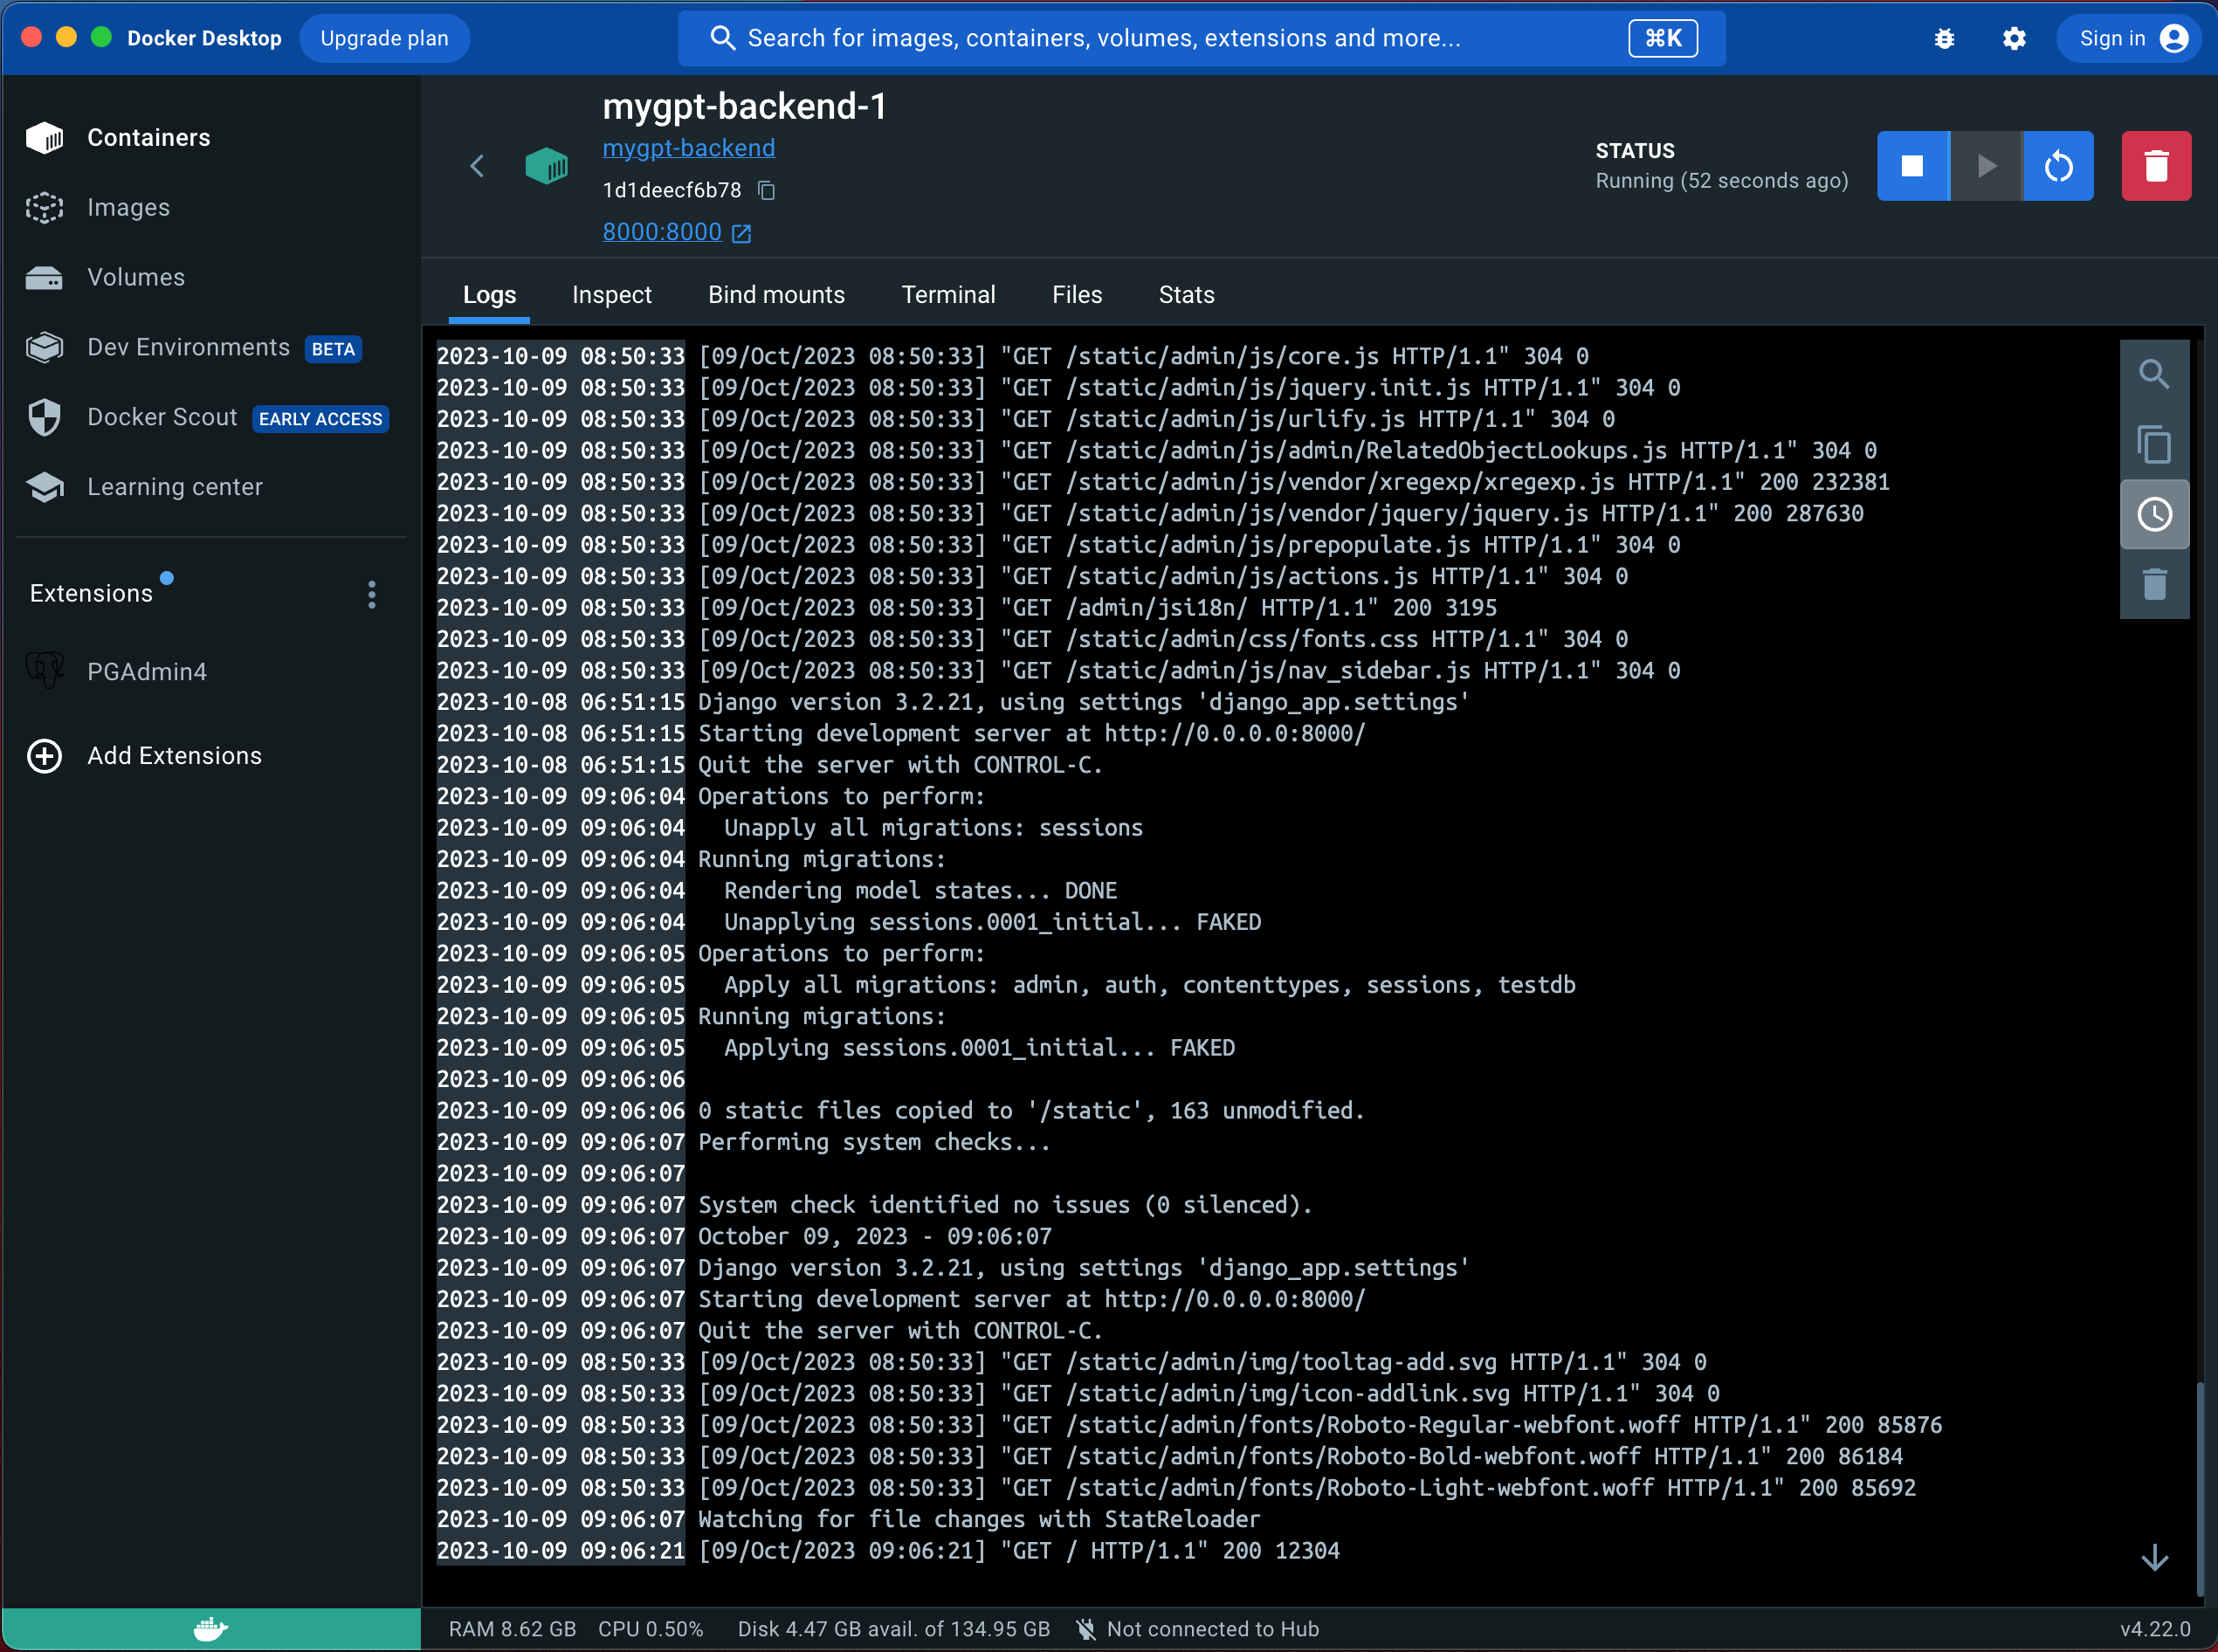 Docker Desktop
Upgrade plan
Search for images, containers, volumes, extensions and more...
⌘K
Sign in
Containers
Images
Volumes
Dev Environments BETA
Docker Scout EARLY ACCESS
Learning center
Extensions
PGAdmin4
Add Extensions
mygpt-backend-1
mygpt-backend
1d1deecf6b78
8000:8000
STATUS
Running (52 seconds ago)
Logs Inspect Bind mounts Terminal Files Stats
2023-10-09 08:50:33 [09/Oct/2023 08:50:33] "GET /static/admin/js/core.js HTTP/1.1" 304 0
2023-10-09 08:50:33 [09/Oct/2023 08:50:33] "GET /static/admin/js/jquery.init.js HTTP/1.1" 304 0
2023-10-09 08:50:33 [09/Oct/2023 08:50:33] "GET /static/admin/js/urlify.js HTTP/1.1" 304 0
2023-10-09 08:50:33 [09/Oct/2023 08:50:33] "GET /static/admin/js/admin/RelatedObjectLookups.js HTTP/1.1" 304 0
2023-10-09 08:50:33 [09/Oct/2023 08:50:33] "GET /static/admin/js/vendor/xregexp/xregexp.js HTTP/1.1" 200 232381
2023-10-09 08:50:33 [09/Oct/2023 08:50:33] "GET /static/admin/js/vendor/jquery/jquery.js HTTP/1.1" 200 287630
2023-10-09 08:50:33 [09/Oct/2023 08:50:33] "GET /static/admin/js/prepopulate.js HTTP/1.1" 304 0
2023-10-09 08:50:33 [09/Oct/2023 08:50:33] "GET /static/admin/js/actions.js HTTP/1.1" 304 0
2023-10-09 08:50:33 [09/Oct/2023 08:50:33] "GET /admin/jsi18n/ HTTP/1.1" 200 3195
2023-10-09 08:50:33 [09/Oct/2023 08:50:33] "GET /static/admin/css/fonts.css HTTP/1.1" 304 0
2023-10-09 08:50:33 [09/Oct/2023 08:50:33] "GET /static/admin/js/nav_sidebar.js HTTP/1.1" 304 0
2023-10-08 06:51:15 Django version 3.2.21, using settings 'django_app.settings'
2023-10-08 06:51:15 Starting development server at http://0.0.0.0:8000/
2023-10-08 06:51:15 Quit the server with CONTROL-C.
2023-10-09 09:06:04 Operations to perform:
2023-10-09 09:06:04   Unapply all migrations: sessions
2023-10-09 09:06:04 Running migrations:
2023-10-09 09:06:04   Rendering model states... DONE
2023-10-09 09:06:04   Unapplying sessions.0001_initial... FAKED
2023-10-09 09:06:05 Operations to perform:
2023-10-09 09:06:05   Apply all migrations: admin, auth, contenttypes, sessions, testdb
2023-10-09 09:06:05 Running migrations:
2023-10-09 09:06:05   Applying sessions.0001_initial... FAKED
2023-10-09 09:06:06
2023-10-09 09:06:06 0 static files copied to '/static', 163 unmodified.
2023-10-09 09:06:07 Performing system checks...
2023-10-09 09:06:07
2023-10-09 09:06:07 System check identified no issues (0 silenced).
2023-10-09 09:06:07 October 09, 2023 - 09:06:07
2023-10-09 09:06:07 Django version 3.2.21, using settings 'django_app.settings'
2023-10-09 09:06:07 Starting development server at http://0.0.0.0:8000/
2023-10-09 09:06:07 Quit the server with CONTROL-C.
2023-10-09 08:50:33 [09/Oct/2023 08:50:33] "GET /static/admin/img/tooltag-add.svg HTTP/1.1" 304 0
2023-10-09 08:50:33 [09/Oct/2023 08:50:33] "GET /static/admin/img/icon-addlink.svg HTTP/1.1" 304 0
2023-10-09 08:50:33 [09/Oct/2023 08:50:33] "GET /static/admin/fonts/Roboto-Regular-webfont.woff HTTP/1.1" 200 85876
2023-10-09 08:50:33 [09/Oct/2023 08:50:33] "GET /static/admin/fonts/Roboto-Bold-webfont.woff HTTP/1.1" 200 86184
2023-10-09 08:50:33 [09/Oct/2023 08:50:33] "GET /static/admin/fonts/Roboto-Light-webfont.woff HTTP/1.1" 200 85692
2023-10-09 09:06:07 Watching for file changes with StatReloader
2023-10-09 09:06:21 [09/Oct/2023 09:06:21] "GET / HTTP/1.1" 200 12304
RAM 8.62 GB CPU 0.50% Disk 4.47 GB avail. of 134.95 GB Not connected to Hub v4.22.0